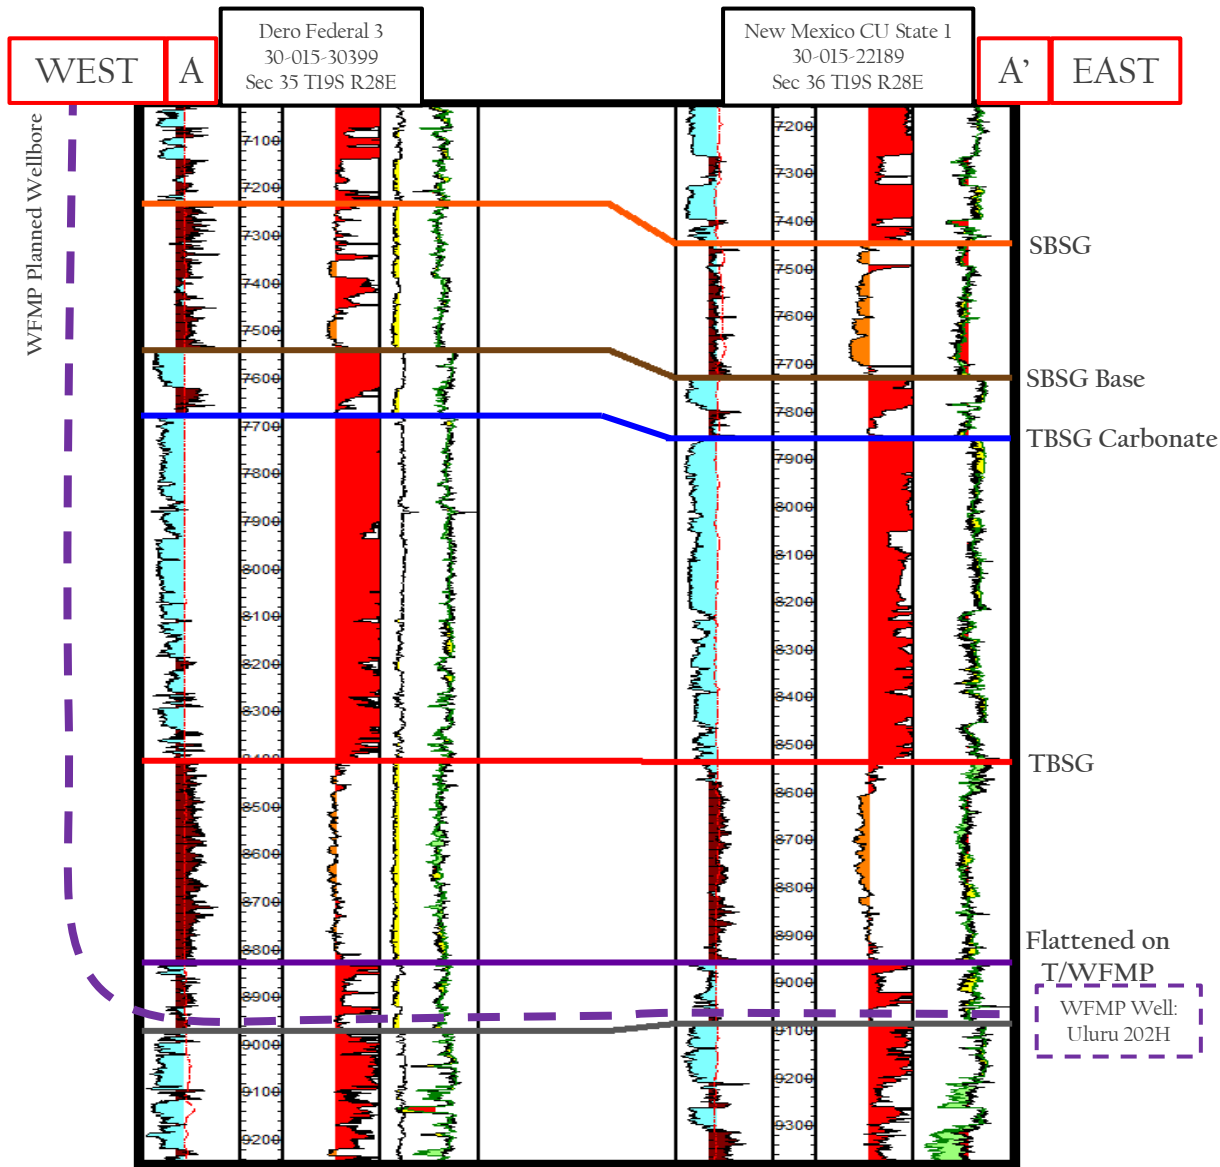 Dero Federal 3
30-015-30399
Sec 35 T19S R28E
New Mexico CU State 1
30-015-22189
Sec 36 T19S R28E
WEST
A
A'
EAST
WFMP Planned Wellbore
7100
7200
7300
7400
7500
7600
7700
7800
7900
8000
8100
8200
8300
8400
8500
8600
8700
8800
8900
9000
9100
9200
7200
7300
7400
7500
7600
7700
7800
7900
8000
8100
8200
8300
8400
8500
8600
8700
8800
8900
9000
9100
9200
9300
SBSG
SBSG Base
TBSG Carbonate
TBSG
Flattened on
T/WFMP
WFMP Well:
Uluru 202H